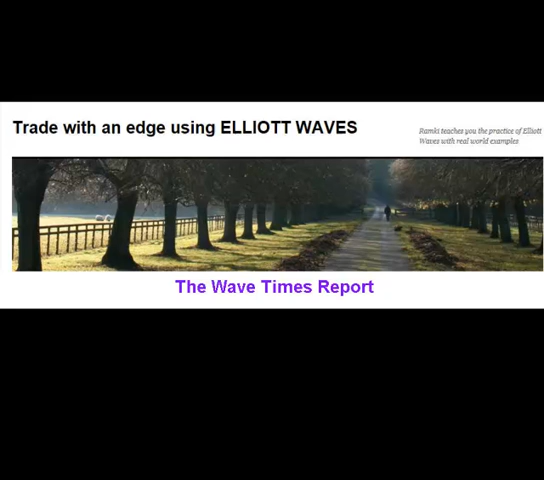 Trade with an edge using ELLIOTT WAVES
Ramki teaches you the practice of Elliott
Waves with real world examples
The Wave Times Report